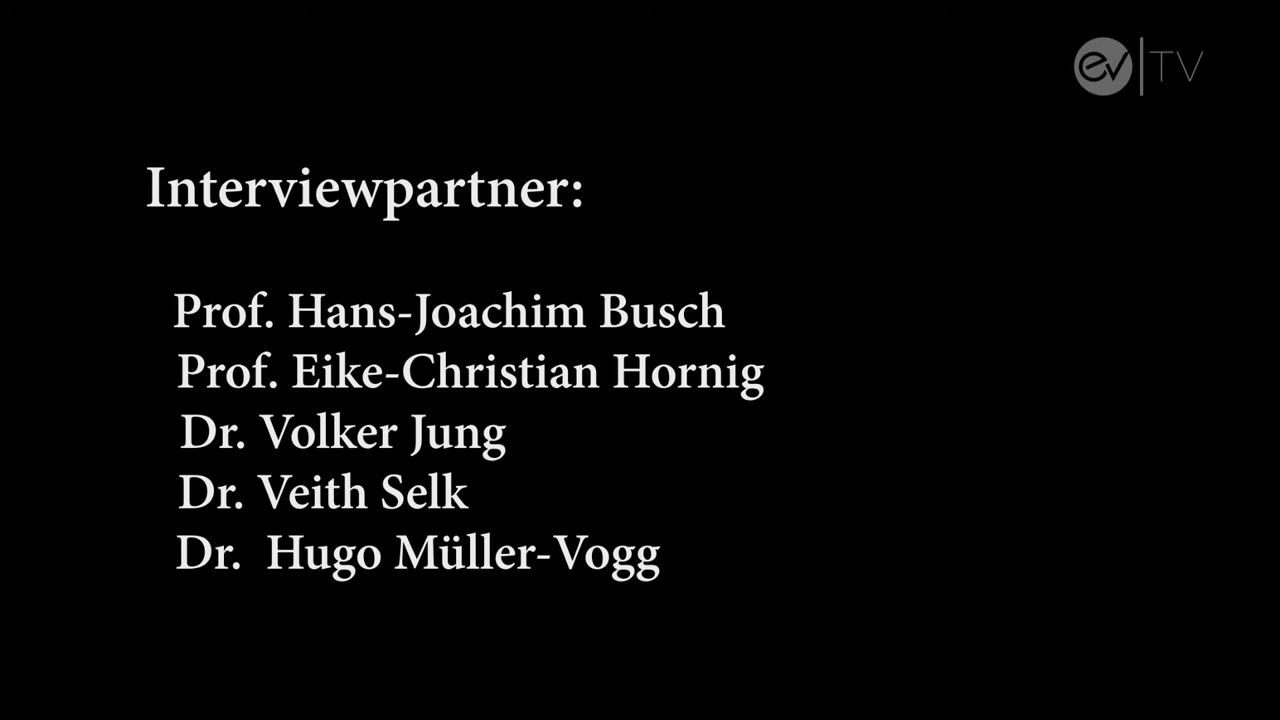 ev|TV
Interviewpartner:
Prof. Hans-Joachim Busch
Prof. Eike-Christian Hornig
Dr. Volker Jung
Dr. Veith Selk
Dr. Hugo Müller-Vogg